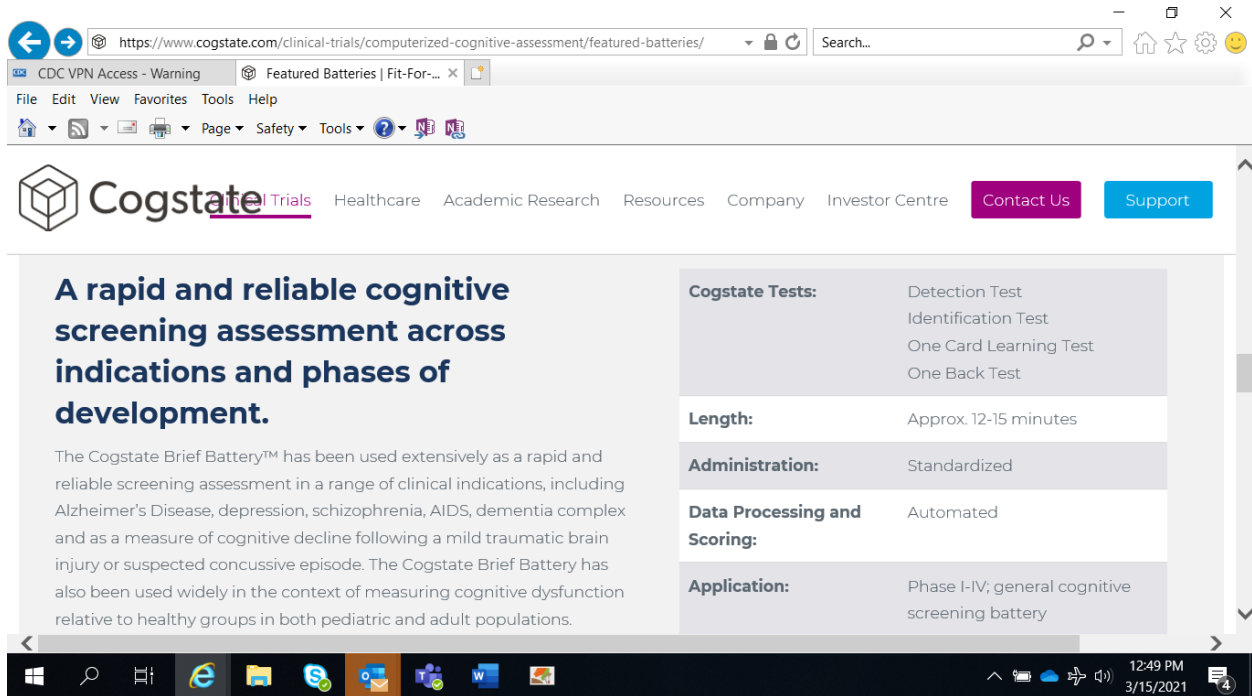 https://www.cogstate.com/clinical-trials/computerized-cognitive-assessment/featured-batteries/
Search...
CDC VPN Access - Warning
Featured Batteries | Fit-For-...
File Edit View Favorites Tools Help
Page Safety Tools
Cogstate
Clinical Trials Healthcare Academic Research Resources Company Investor Centre Contact Us Support
A rapid and reliable cognitive
screening assessment across
indications and phases of
development.
The Cogstate Brief Battery™ has been used extensively as a rapid and
reliable screening assessment in a range of clinical indications, including
Alzheimer's Disease, depression, schizophrenia, AIDS, dementia complex
and as a measure of cognitive decline following a mild traumatic brain
injury or suspected concussive episode. The Cogstate Brief Battery has
also been used widely in the context of measuring cognitive dysfunction
relative to healthy groups in both pediatric and adult populations.
Cogstate Tests: Detection Test
Identification Test
One Card Learning Test
One Back Test
Length: Approx. 12-15 minutes
Administration: Standardized
Data Processing and Automated
Scoring:
Application: Phase I-IV; general cognitive
screening battery
12:49 PM
3/15/2021
4